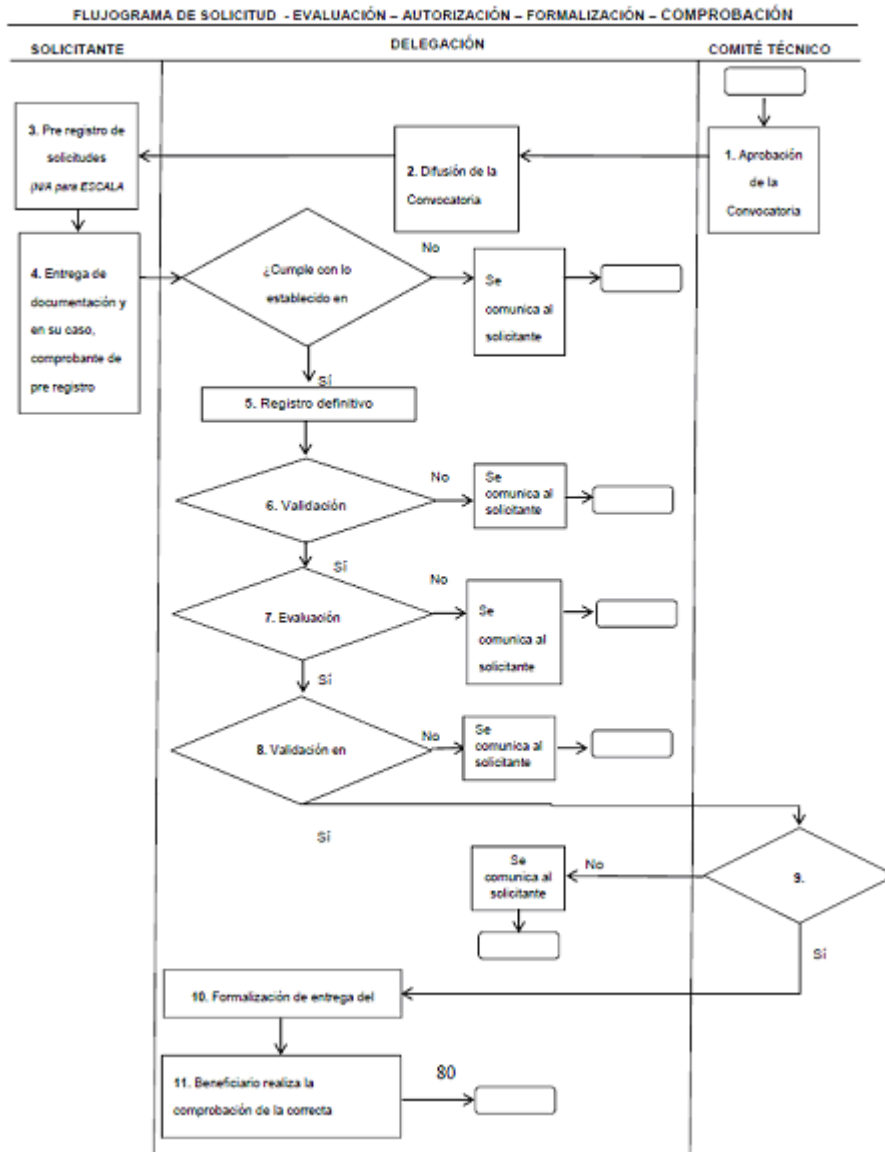 FLUJOGRAMA DE SOLICITUD - EVALUACIÓN – AUTORIZACIÓN – FORMALIZACIÓN – COMPROBACIÓN
SOLICITANTE
DELEGACIÓN
COMITÉ TÉCNICO
3. Pre registro de
solicitudes
(N/A para ESCALA
2. Difusión de la
Convocatoria
1. Aprobación
de la
Convocatoria
4. Entrega de
documentación y
en su caso,
comprobante de
pre registro
¿Cumple con lo
establecido en
No
Se
comunica al
solicitante
Sí
5. Registro definitivo
6. Validación
No
Se
comunica al
solicitante
Sí
7. Evaluación
No
Se
comunica al
solicitante
Sí
8. Validación en
No
Se
comunica al
solicitante
Sí
Se
comunica al
solicitante
No
9.
Sí
10. Formalización de entrega del
11. Beneficiario realiza la
comprobación de la correcta
80